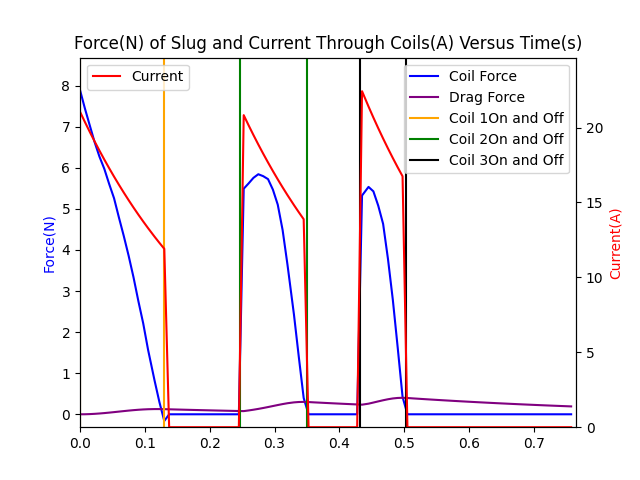 Force(N) of Slug and Current Through Coils(A) Versus Time(s)
Current
Coil Force
Drag Force
Coil 1On and Off
Coil 2On and Off
Coil 3On and Off
Force(N)
8
7
6
5
4
3
2
1
0
20
15
10
5
0
Current(A)
0.0 0.1 0.2 0.3 0.4 0.5 0.6 0.7